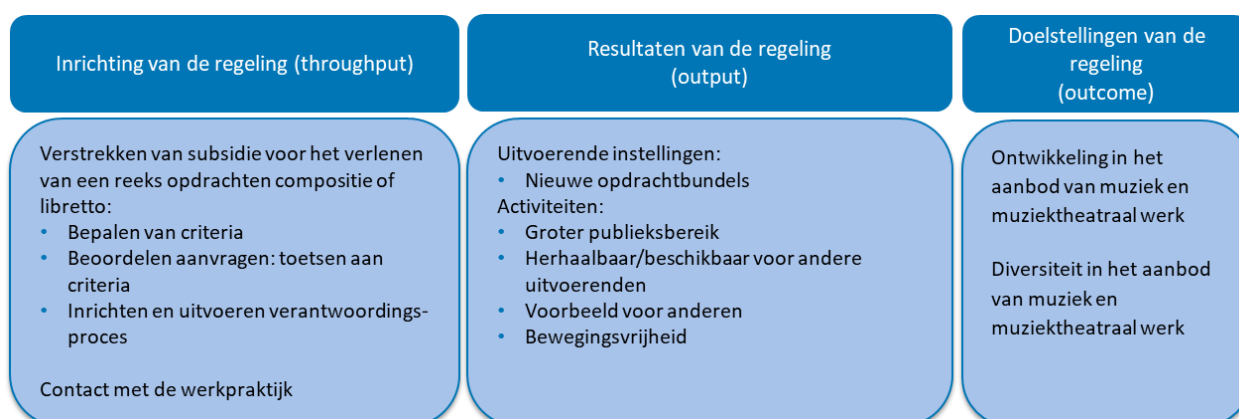 Inrichting van de regeling (throughput)
Verstrekken van subsidie voor het verlenen
van een reeks opdrachten compositie of
libretto:
• Bepalen van criteria
• Beoordelen aanvragen: toetsen aan
criteria
• Inrichten en uitvoeren verantwoordings-
proces
Contact met de werkpraktijk
Resultaten van de regeling
(output)
Uitvoerende instellingen:
• Nieuwe opdrachtbundels
Activiteiten:
• Groter publieksbereik
• Herhaalbaar/beschikbaar voor andere
uitvoerenden
• Voorbeeld voor anderen
• Bewegingsvrijheid
Doelstellingen van de
regeling
(outcome)
Ontwikkeling in het
aanbod van muziek en
muziektheatraal werk
Diversiteit in het aanbod
van muziek en
muziektheatraal werk